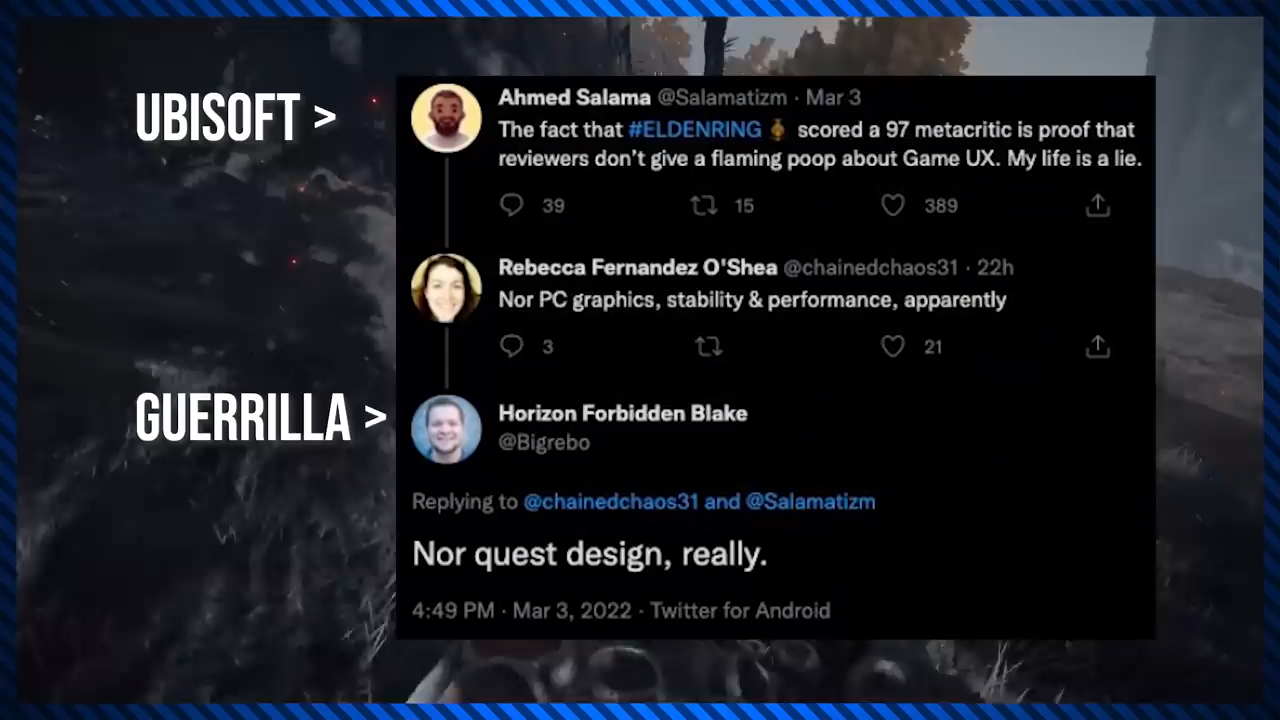 UBISOFT >
Ahmed Salama @Salamatizm · Mar 3
The fact that #ELDENRING scored a 97 metacritic is proof that
reviewers don't give a flaming poop about Game UX. My life is a lie.
39 15 389
Rebecca Fernandez O'Shea @chainedchaos31 · 22h
Nor PC graphics, stability & performance, apparently
3 21
GUERRILLA >
Horizon Forbidden Blake
@Bigrebo
Replying to @chainedchaos31 and @Salamatizm
Nor quest design, really.
4:49 PM · Mar 3, 2022 · Twitter for Android